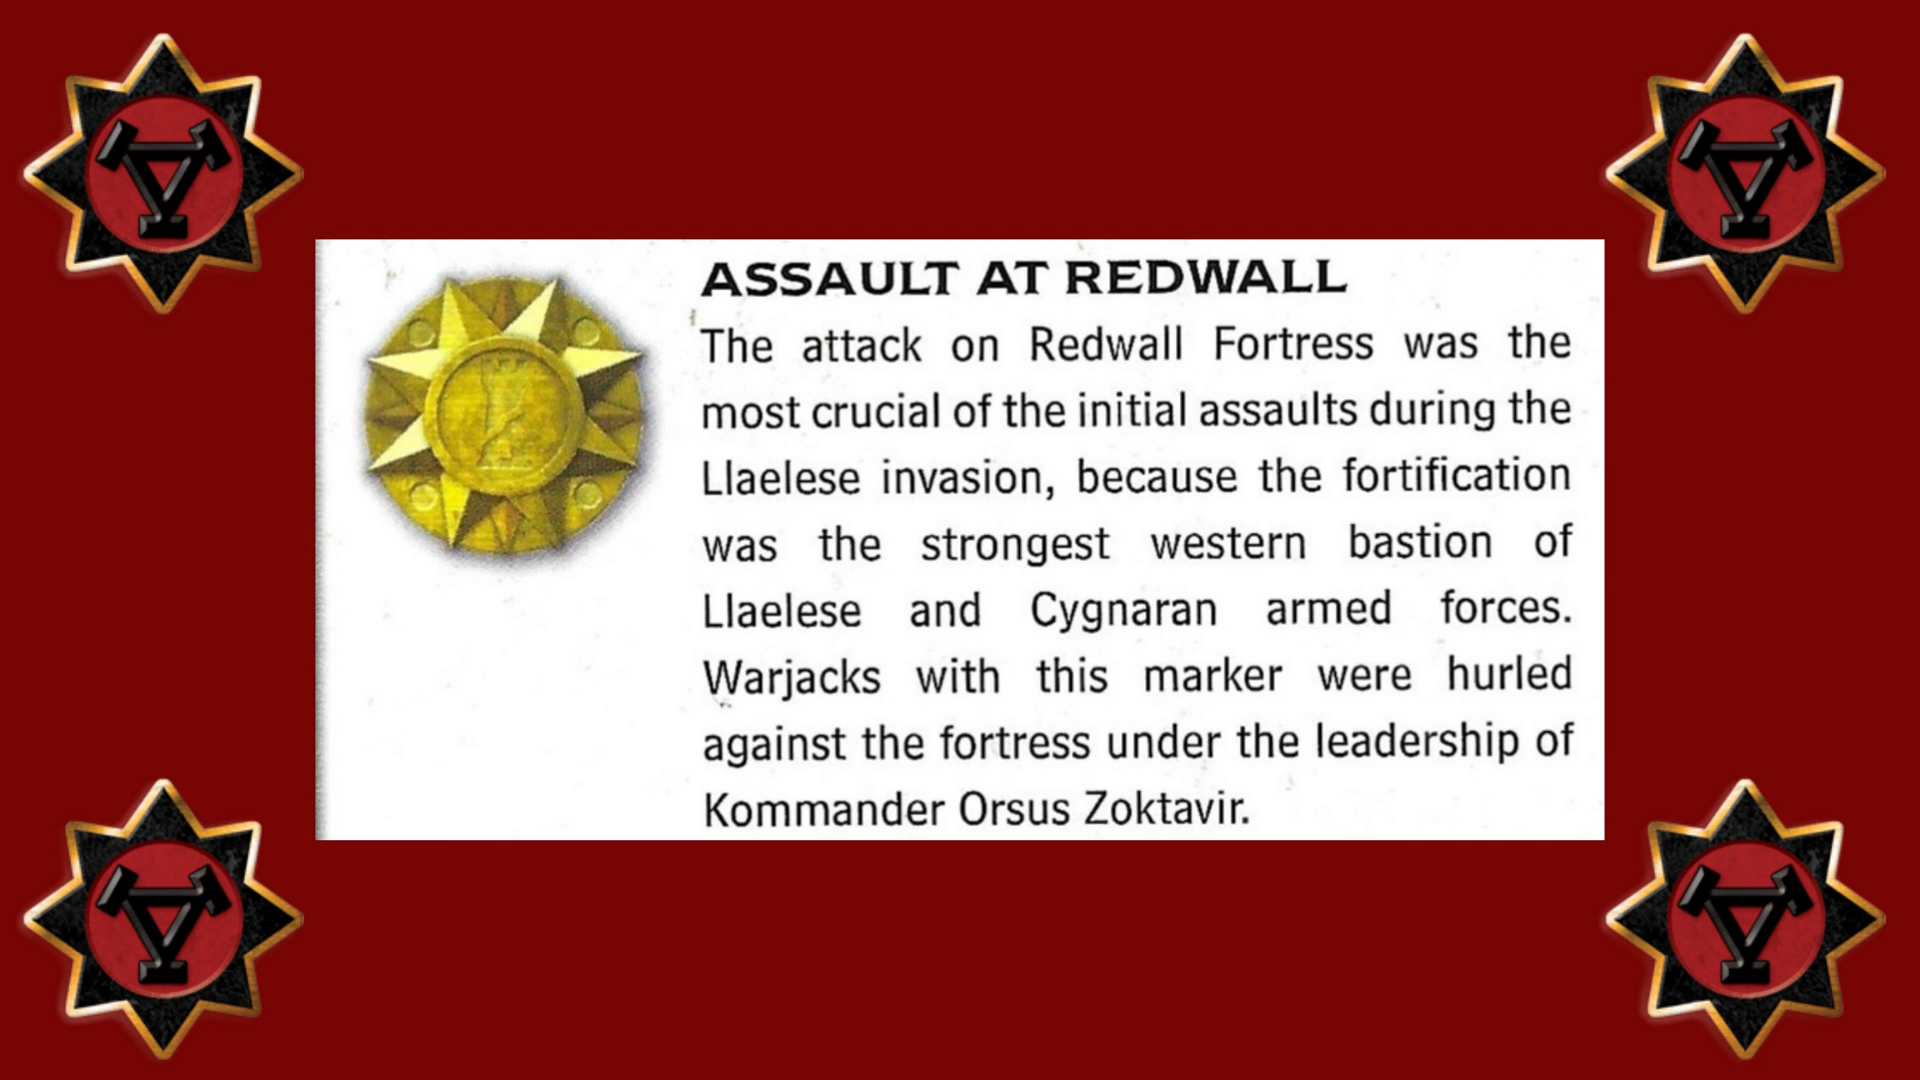 ASSAULT AT REDWALL
The attack on Redwall Fortress was the
most crucial of the initial assaults during the
Llaelese invasion, because the fortification
was the strongest western bastion of
Llaelese and Cygnaran armed forces.
Warjacks with this marker were hurled
against the fortress under the leadership of
Kommander Orsus Zoktavir.